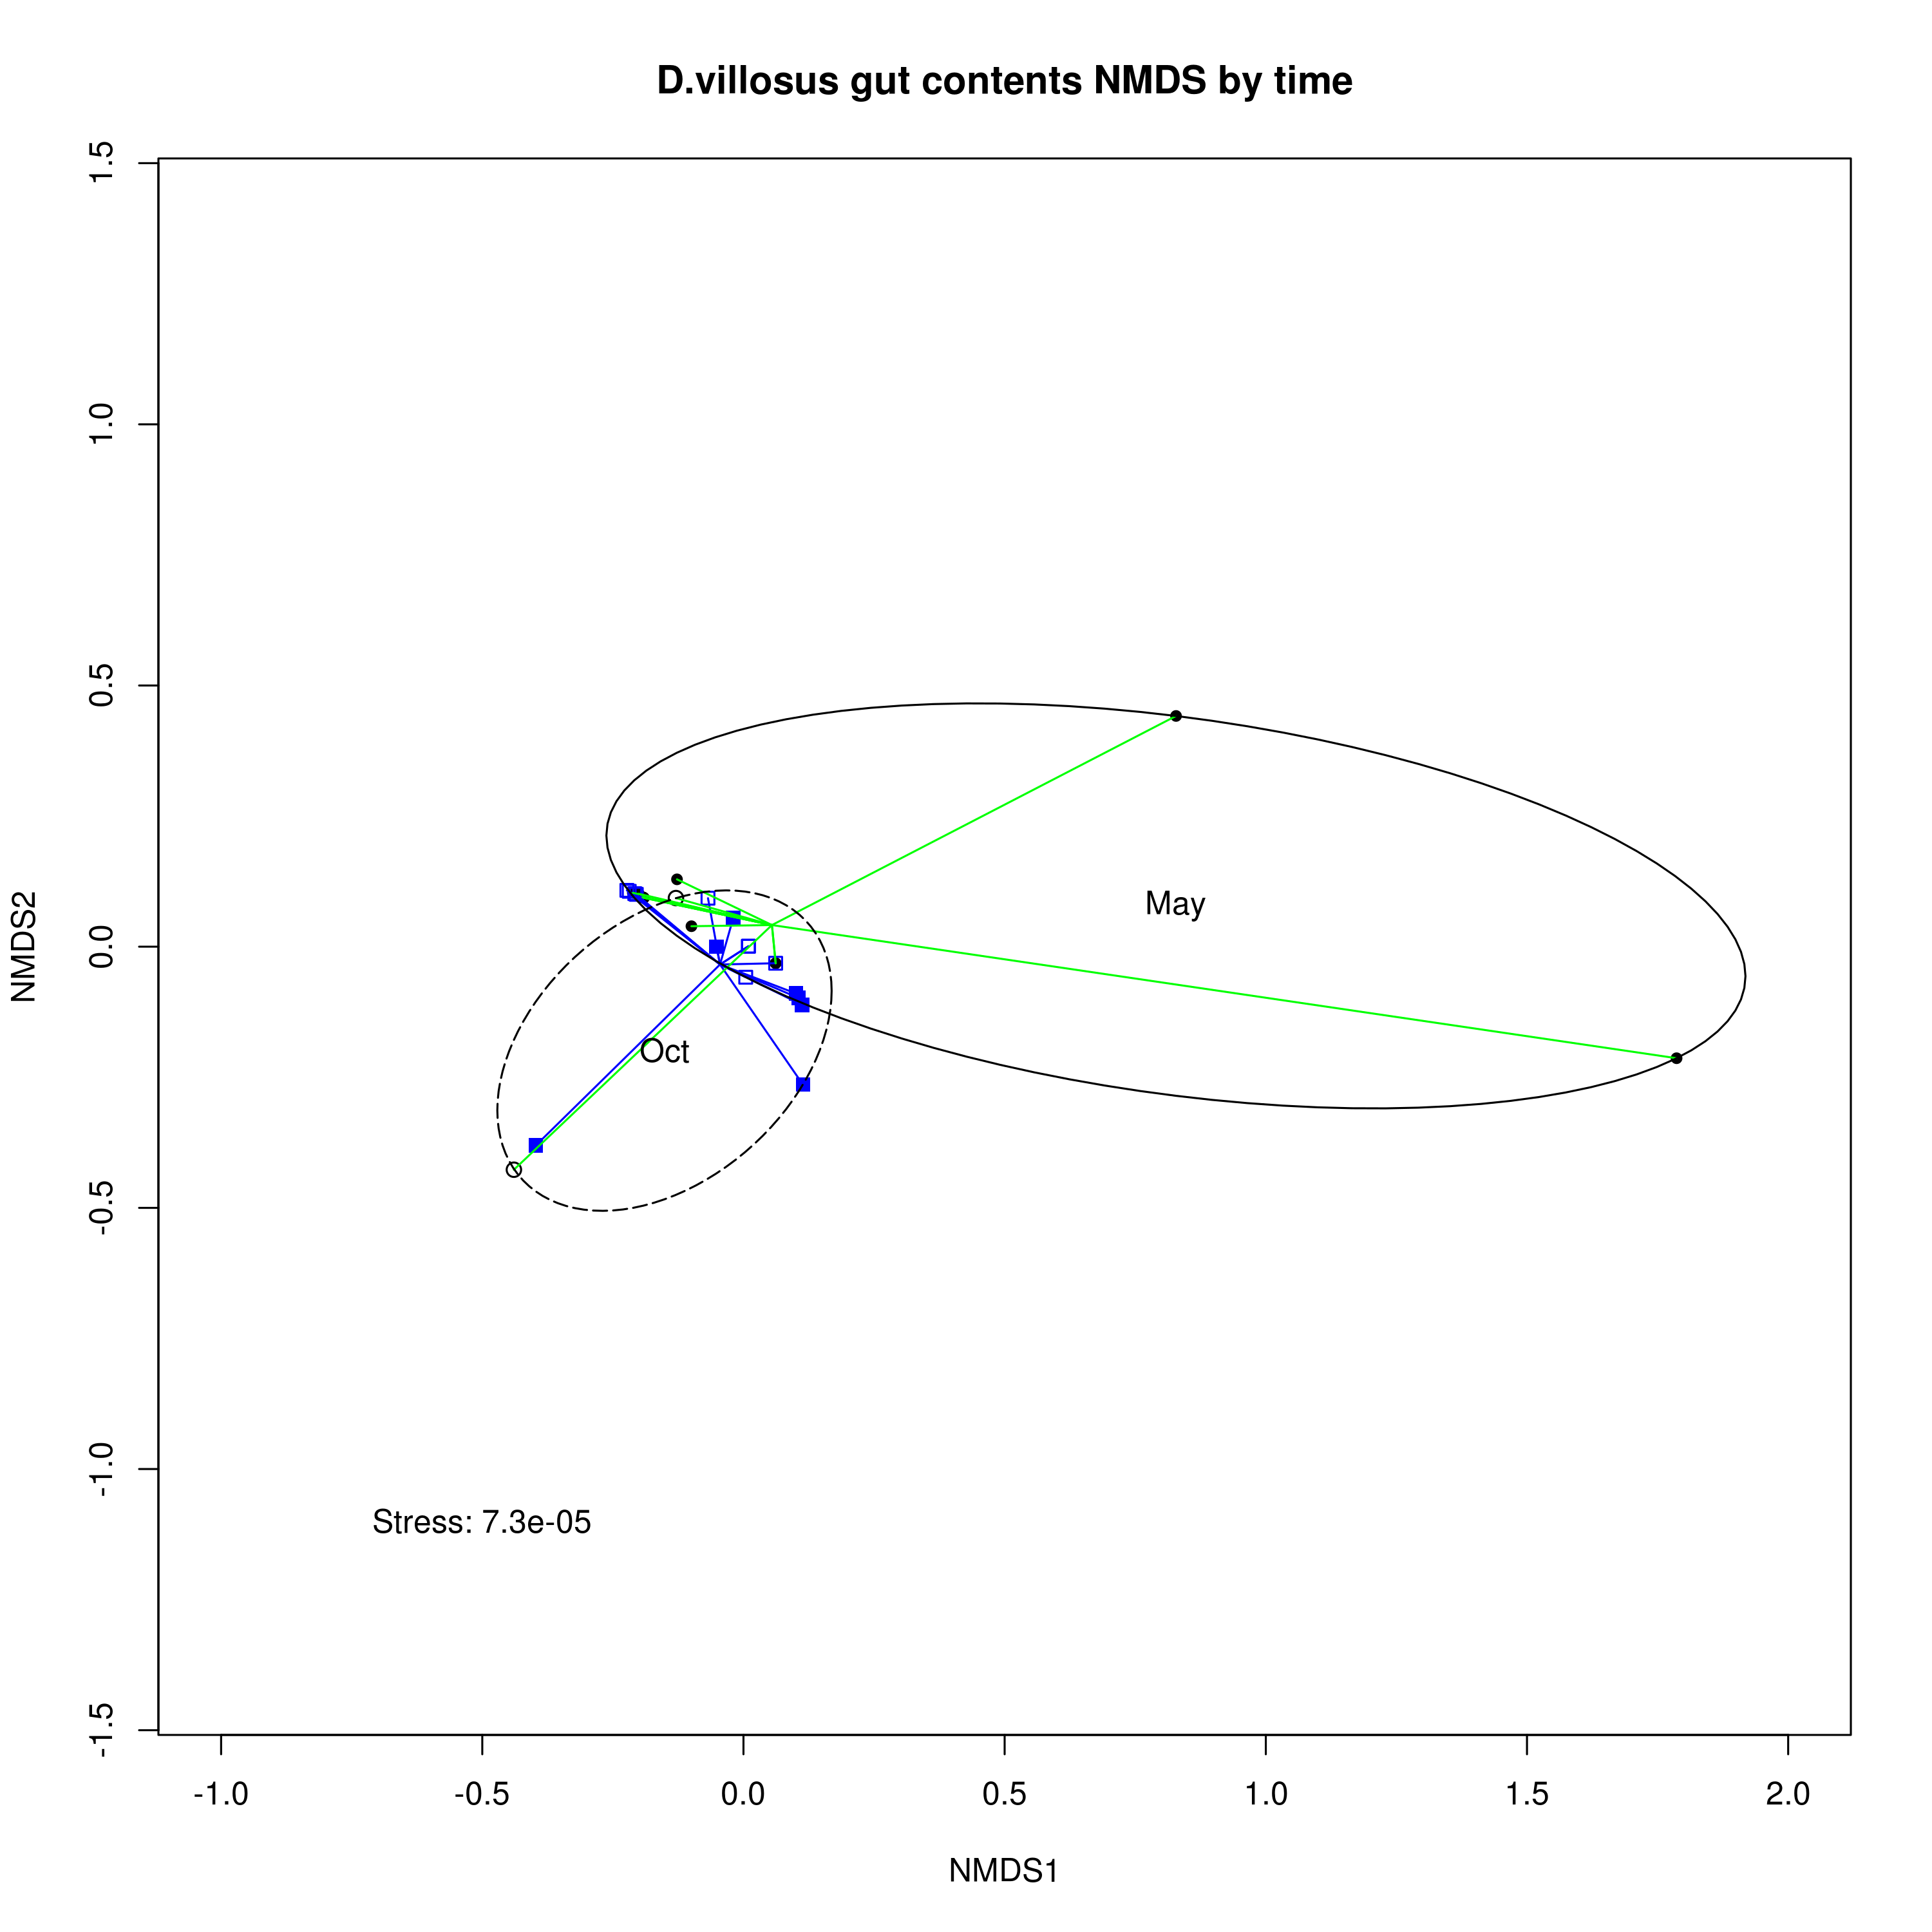 D.villosus gut contents NMDS by time
1.5
1.0
0.5
0.0
-0.5
-1.0
-1.5
NMDS2
May
Oct
Stress: 7.3e-05
-1.0 -0.5 0.0 0.5 1.0 1.5 2.0
NMDS1